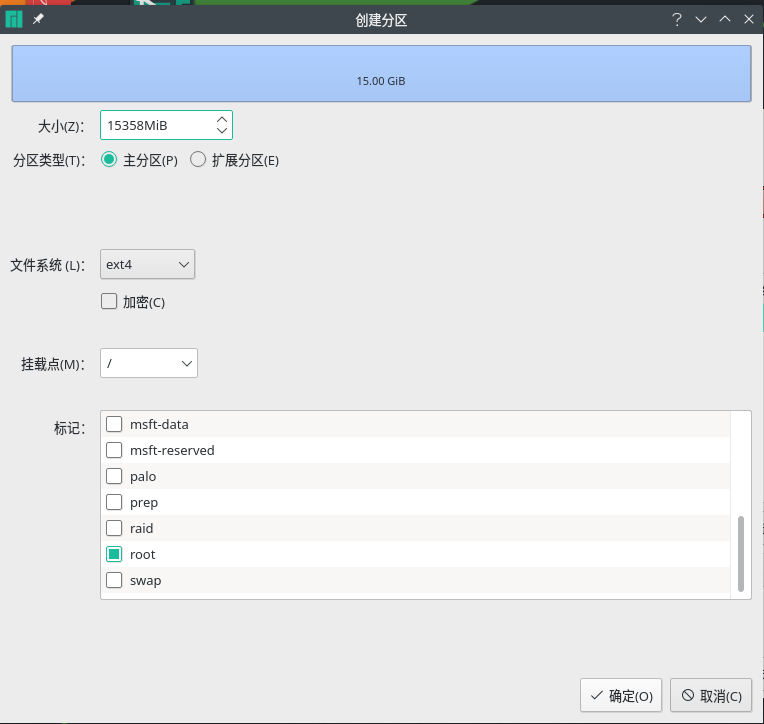 创建分区
15.00 GiB
大小(Z)： 15358MiB
分区类型(T)： 主分区(P) 扩展分区(E)
文件系统 (L)： ext4
加密(C)
挂载点(M)： /
标记： msft-data
msft-reserved
palo
prep
raid
root
swap
确定(O) 取消(C)